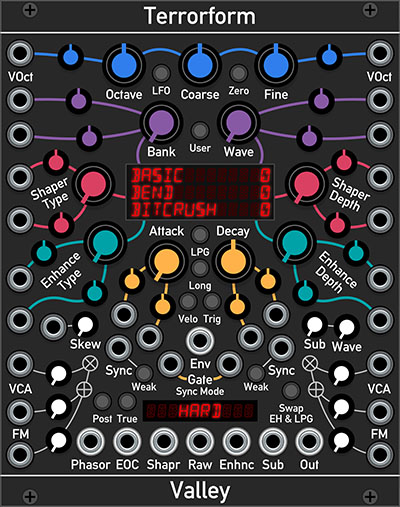 Terrorform
VOct
VOct
Octave
LFO
Coarse
Zero
Fine
Bank
User
Wave
Shaper
Type
BASIC 0
BEND 0
BITCRUSH 0
Shaper
Depth
Attack
Decay
LPG
Enhance
Type
Enhance
Depth
Long
Velo
Trig
Skew
Sub
Wave
Env
Sync
Sync
Weak
Gate
Weak
Sync Mode
VCA
VCA
Post
True
HARD
Swap
EH & LPG
FM
FM
Phasor
EOC
Shapr
Raw
Enhnc
Sub
Out
Valley